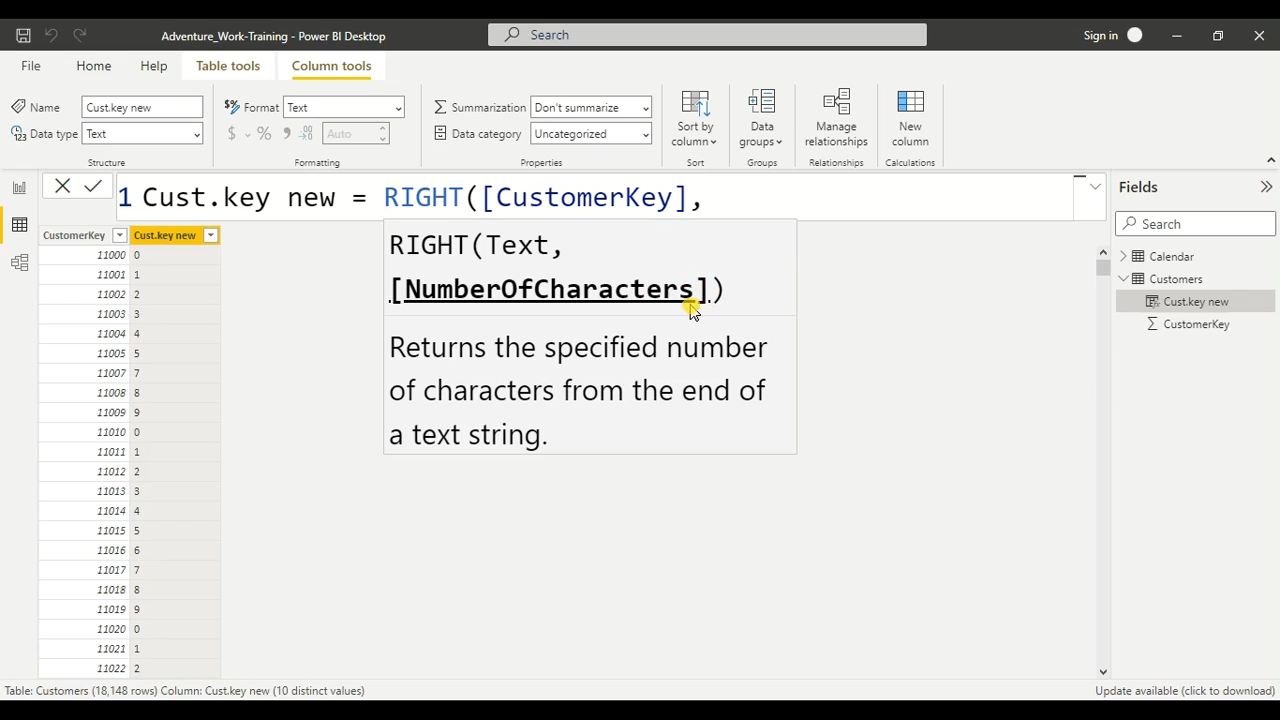 Adventure_Work-Training - Power BI Desktop
Search
Sign in
File
Home
Help
Table tools
Column tools
Name
Cust.key new
Data type
Text
Structure
Format
Text
$ % 9
Auto
Formatting
Summarization
Don't summarize
Data category
Uncategorized
Properties
Sort by
column
Sort
Data
groups
Groups
Manage
relationships
Relationships
New
column
Calculations
1 Cust.key new = RIGHT([CustomerKey],
RIGHT(Text,
[NumberOfCharacters])
Returns the specified number
of characters from the end of
a text string.
CustomerKey Cust.key new
11000 0
11001 1
11002 2
11003 3
11004 4
11005 5
11007 7
11008 8
11009 9
11010 0
11011 1
11012 2
11013 3
11014 4
11015 5
11016 6
11017 7
11018 8
11019 9
11020 0
11021 1
11022 2
Fields
Search
Calendar
Customers
Cust.key new
CustomerKey
Table: Customers (18,148 rows) Column: Cust.key new (10 distinct values)
Update available (click to download)